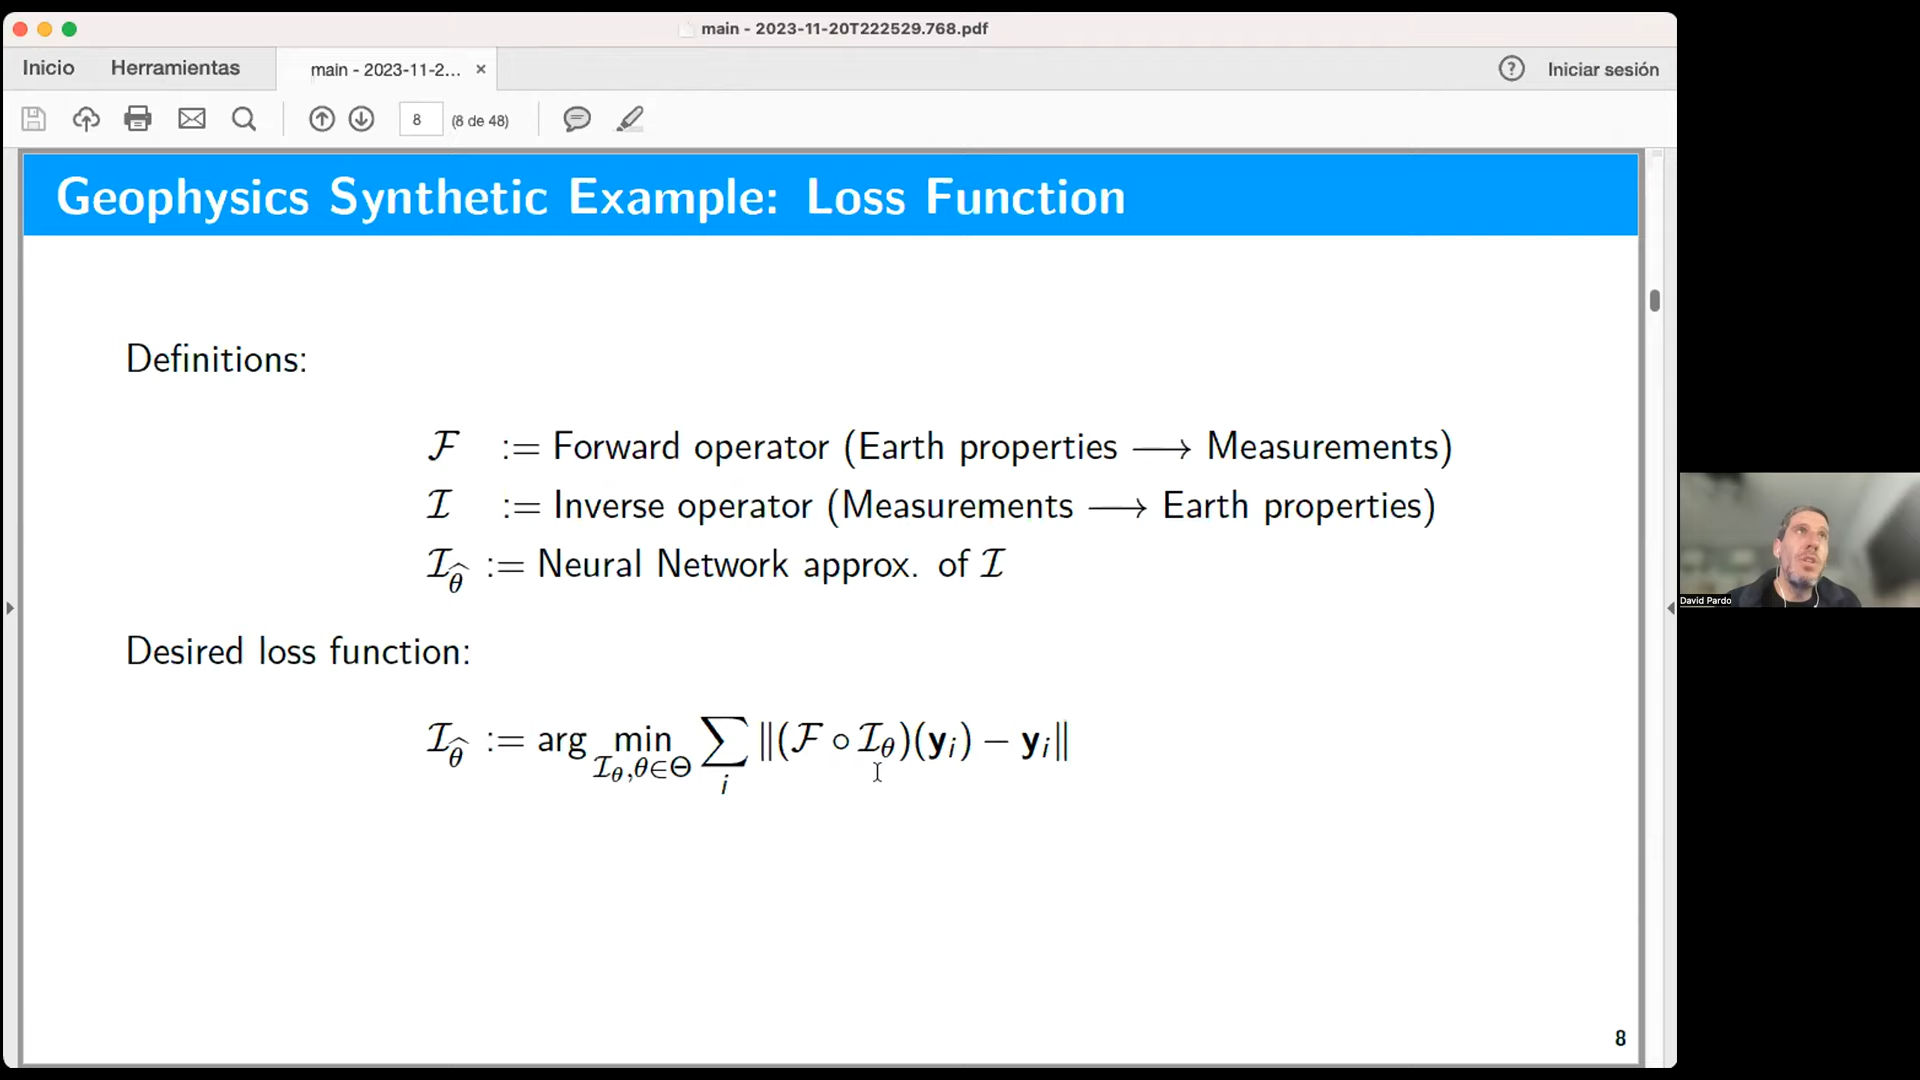 main - 2023-11-20T222529.768.pdf
Inicio Herramientas main - 2023-11-2... × ? Iniciar sesión
8 (8 de 48)
Geophysics Synthetic Example: Loss Function
Definitions:
ℱ := Forward operator (Earth properties ⟶ Measurements)
ℐ := Inverse operator (Measurements ⟶ Earth properties)
ℐ_θ̂ := Neural Network approx. of ℐ
David Pardo
Desired loss function:
ℐ_θ̂ := arg min_{ℐ_θ,θ∈Θ} ∑_i ‖(ℱ ∘ ℐ_θ)(y_i) − y_i‖
8